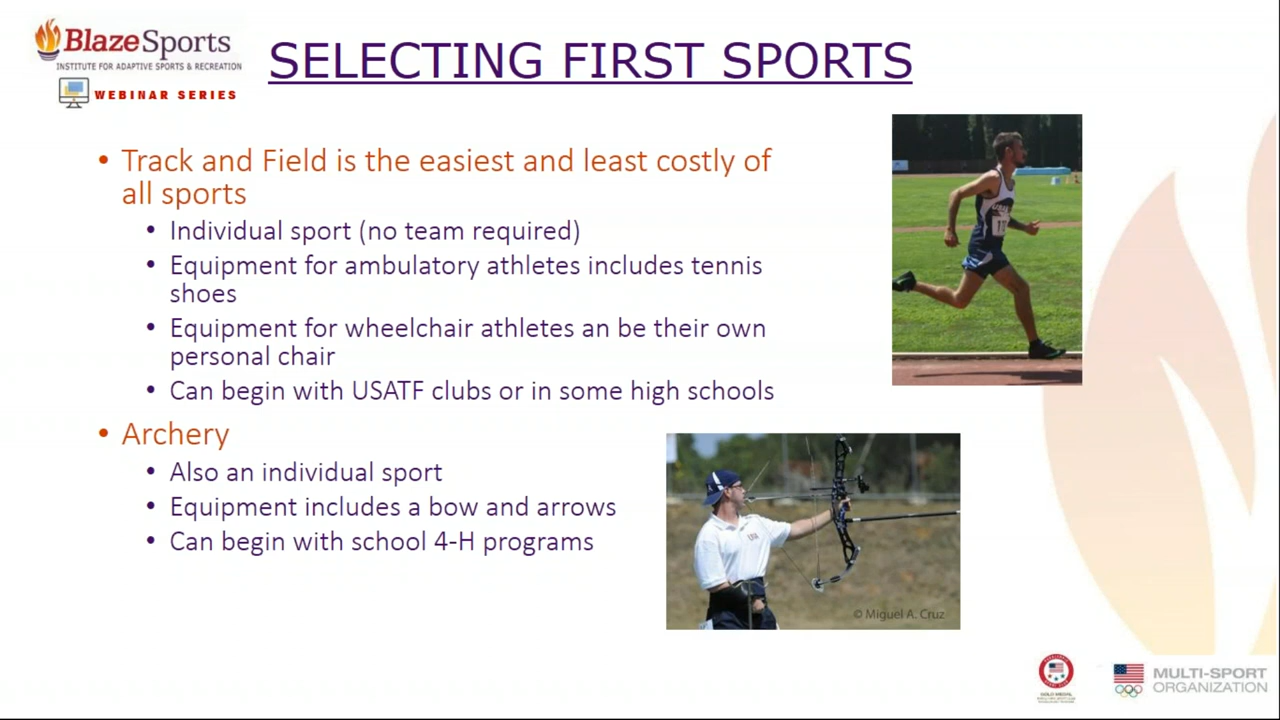 BlazeSports
INSTITUTE FOR ADAPTIVE SPORTS & RECREATION
WEBINAR SERIES
SELECTING FIRST SPORTS
• Track and Field is the easiest and least costly of
all sports
• Individual sport (no team required)
• Equipment for ambulatory athletes includes tennis
shoes
• Equipment for wheelchair athletes an be their own
personal chair
• Can begin with USATF clubs or in some high schools
• Archery
• Also an individual sport
• Equipment includes a bow and arrows
• Can begin with school 4-H programs
© Miguel A. Cruz
MULTI-SPORT
ORGANIZATION